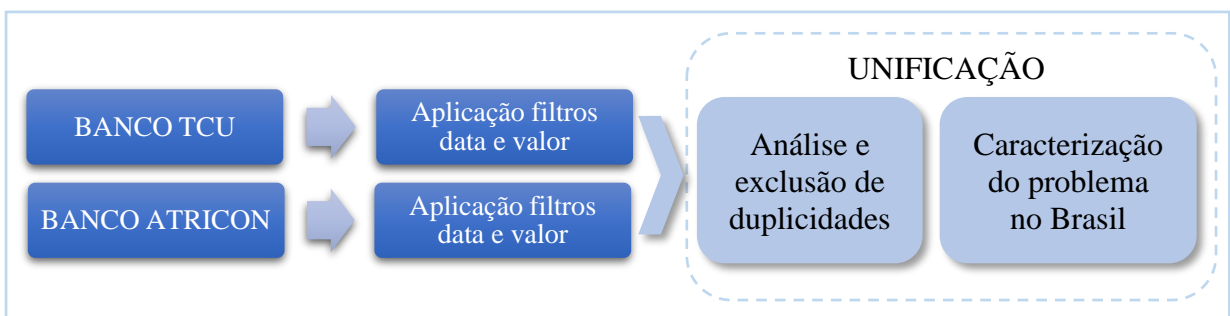 UNIFICAÇÃO
BANCO TCU
Aplicação filtros
data e valor
BANCO ATRICON
Aplicação filtros
data e valor
Análise e
exclusão de
duplicidades
Caracterização
do problema
no Brasil